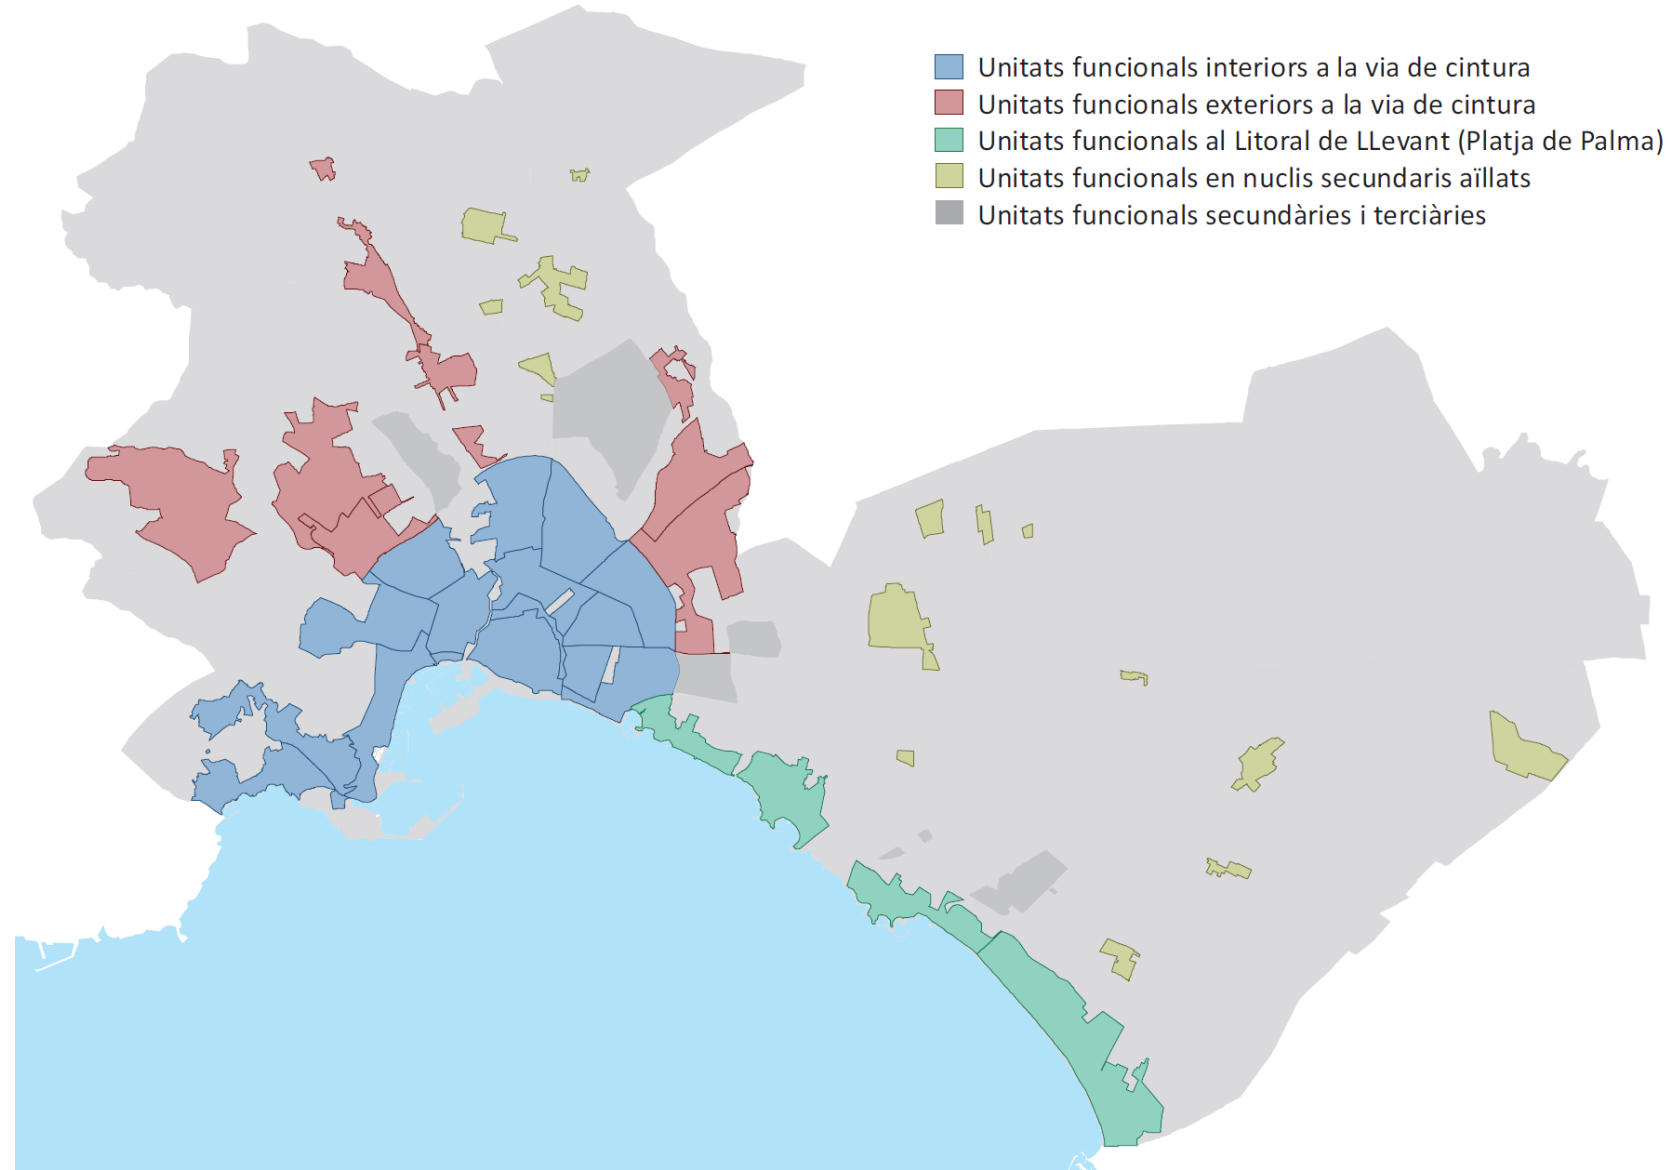 Unitats funcionals interiors a la via de cintura
Unitats funcionals exteriors a la via de cintura
Unitats funcionals al Litoral de LLevant (Platja de Palma)
Unitats funcionals en nuclis secundaris aïllats
Unitats funcionals secundàries i terciàries